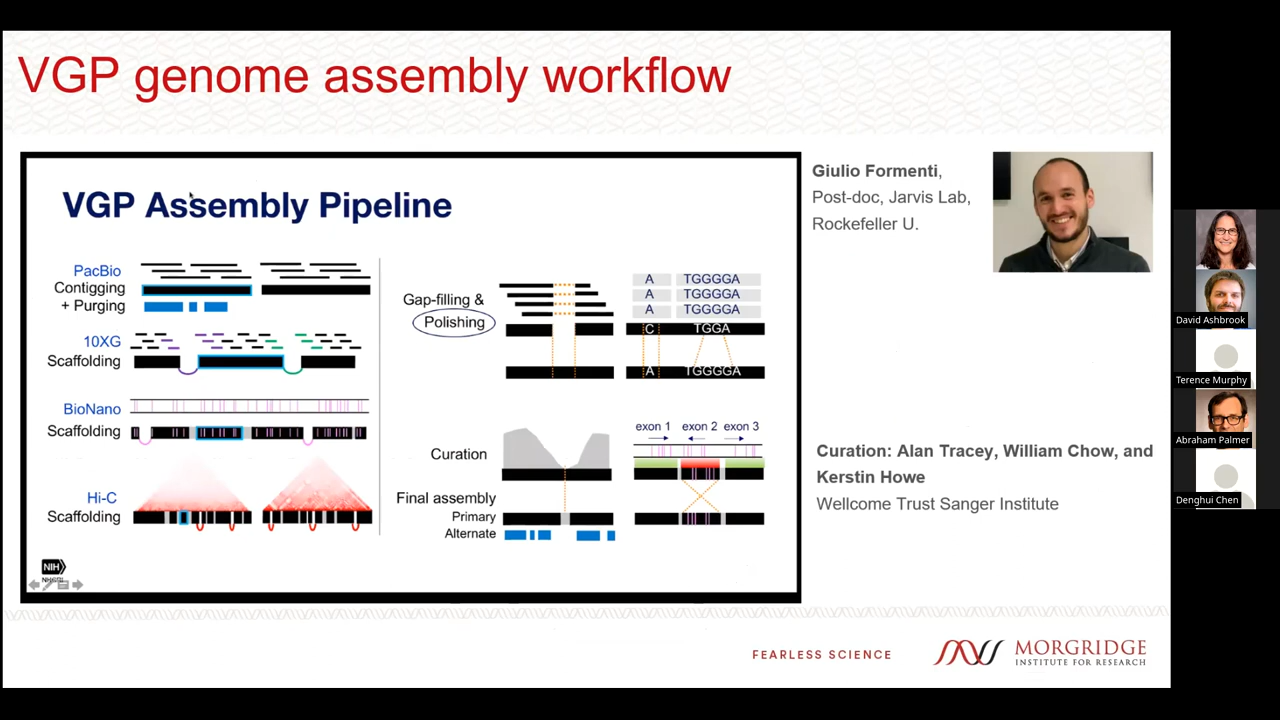 VGP genome assembly workflow
VGP Assembly Pipeline
PacBio
Contigging
+ Purging
10XG
Scaffolding
BioNano
Scaffolding
Hi-C
Scaffolding
NIH
Gap-filling &
Polishing
A TGGGGA
A TGGGGA
A TGGGGA
C TGGA
A TGGGGA
exon 1 exon 2 exon 3
Curation
Final assembly
Primary
Alternate
Giulio Formenti,
Post-doc, Jarvis Lab,
Rockefeller U.
Curation: Alan Tracey, William Chow, and
Kerstin Howe
Wellcome Trust Sanger Institute
FEARLESS SCIENCE
MORGRIDGE
INSTITUTE FOR RESEARCH
David Ashbrook
Terence Murphy
Abraham Palmer
Denghui Chen